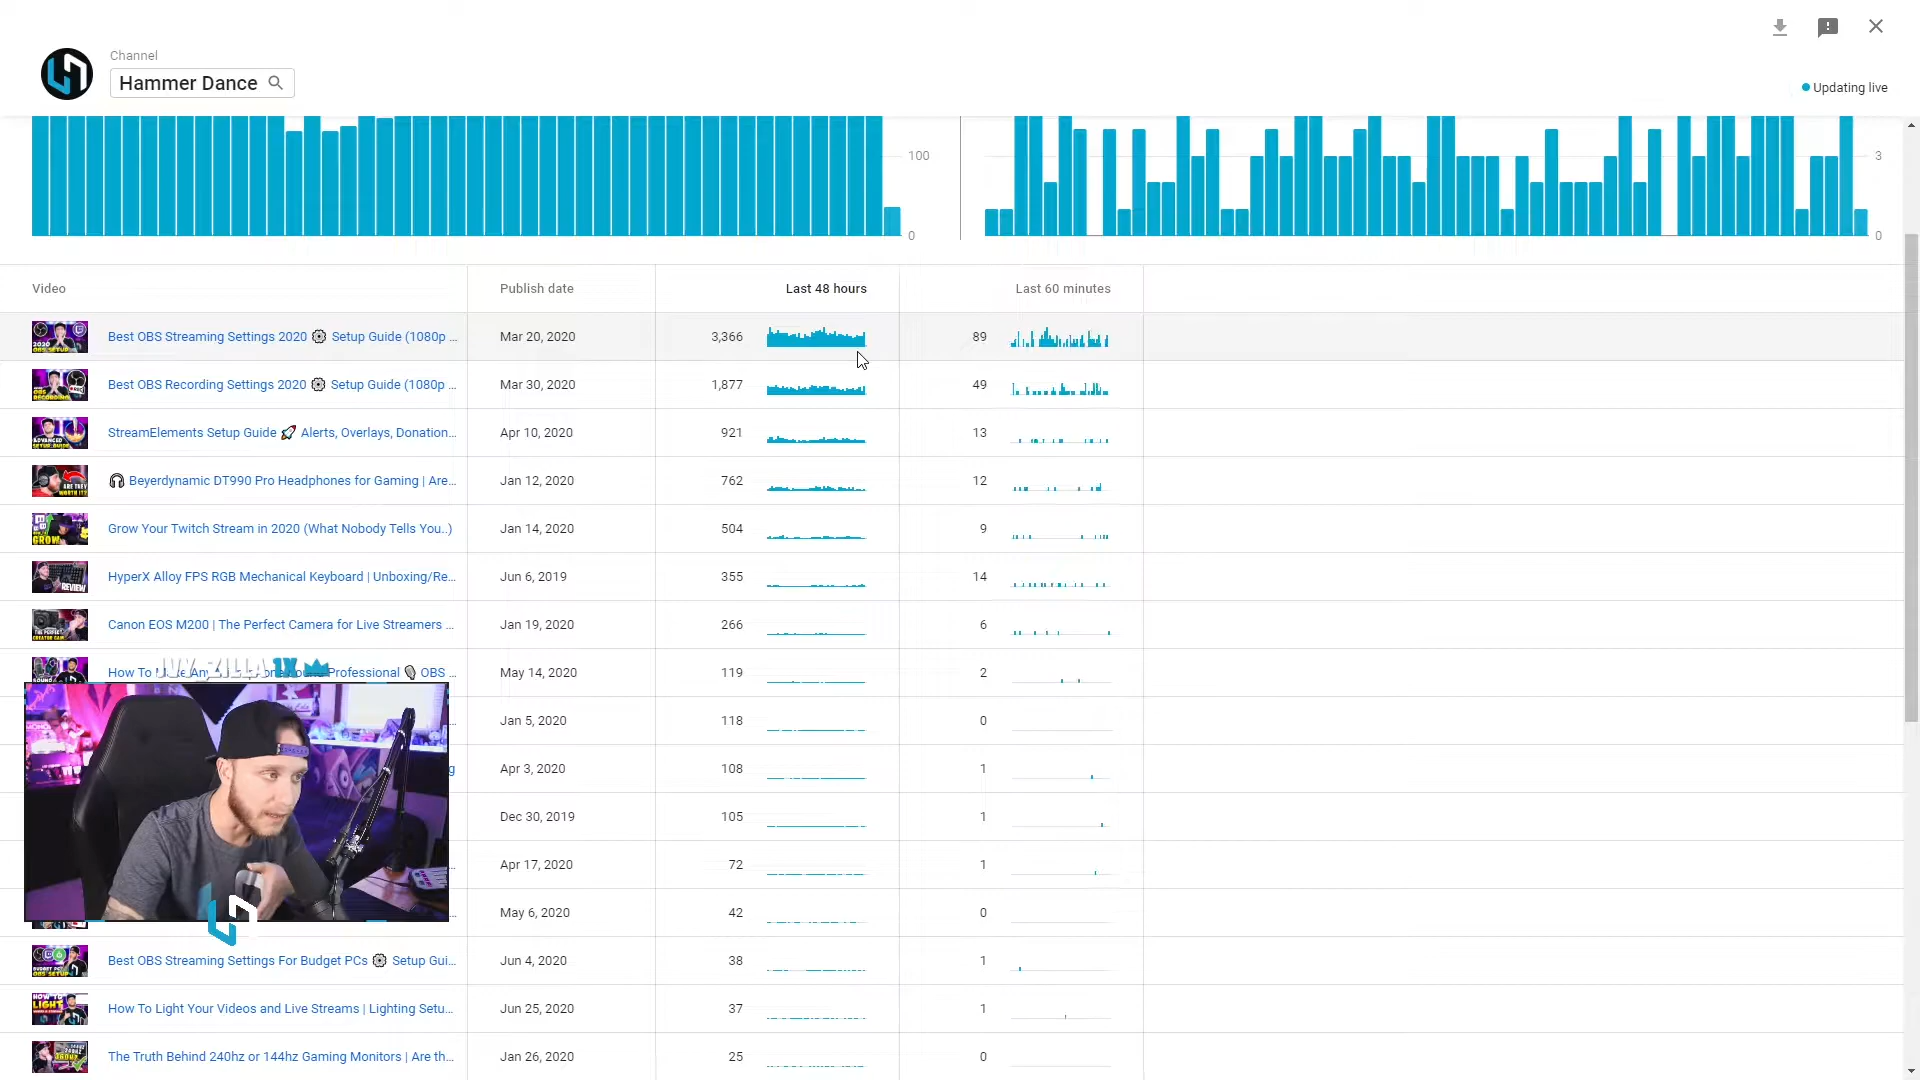 Channel
Hammer Dance
Updating live
100
3
0
0
Video Publish date Last 48 hours Last 60 minutes
Best OBS Streaming Settings 2020 ⚙ Setup Guide (1080p ... Mar 20, 2020 3,366 89
Best OBS Recording Settings 2020 ⚙ Setup Guide (1080p ... Mar 30, 2020 1,877 49
StreamElements Setup Guide 🚀 Alerts, Overlays, Donation... Apr 10, 2020 921 13
🎧 Beyerdynamic DT990 Pro Headphones for Gaming | Are... Jan 12, 2020 762 12
Grow Your Twitch Stream in 2020 (What Nobody Tells You..) Jan 14, 2020 504 9
HyperX Alloy FPS RGB Mechanical Keyboard | Unboxing/Re... Jun 6, 2019 355 14
Canon EOS M200 | The Perfect Camera for Live Streamers ... Jan 19, 2020 266 6
How To Professional 🎙 OBS ... May 14, 2020 119 2
1X
Jan 5, 2020 118 0
Apr 3, 2020 108 1
Dec 30, 2019 105 1
Apr 17, 2020 72 1
May 6, 2020 42 0
Best OBS Streaming Settings For Budget PCs ⚙ Setup Gui... Jun 4, 2020 38 1
How To Light Your Videos and Live Streams | Lighting Setu... Jun 25, 2020 37 1
The Truth Behind 240hz or 144hz Gaming Monitors | Are th... Jan 26, 2020 25 0